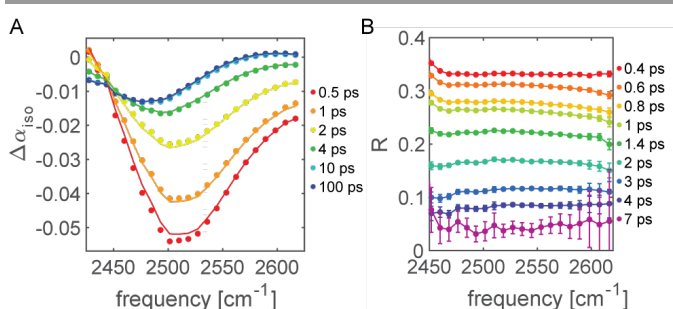 A
0
-0.01
-0.02
-0.03
-0.04
-0.05
Δα_iso
2450 2500 2550 2600
frequency [cm⁻¹]
0.5 ps
1 ps
2 ps
4 ps
10 ps
100 ps
B
0.4
0.3
0.2
0.1
0
R
2450 2500 2550 2600
frequency [cm⁻¹]
0.4 ps
0.6 ps
0.8 ps
1 ps
1.4 ps
2 ps
3 ps
4 ps
7 ps